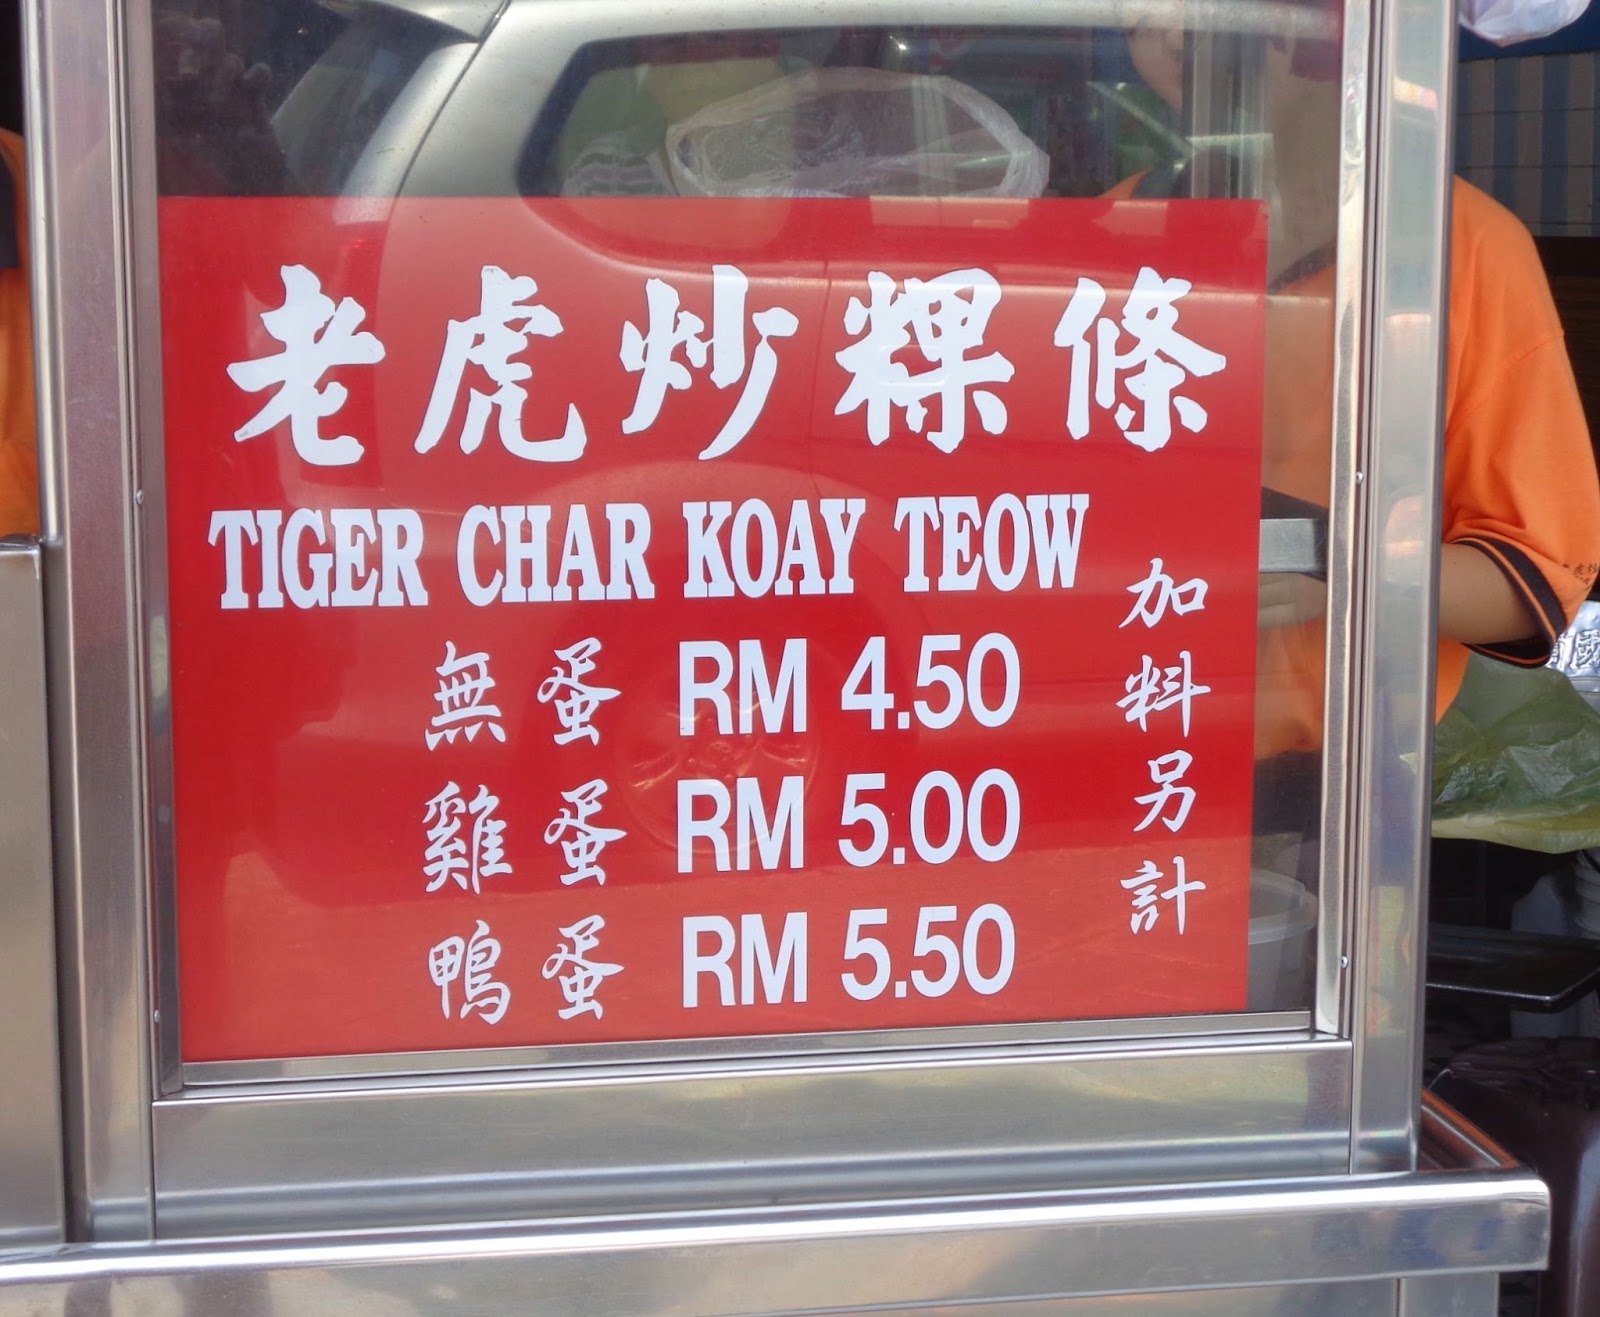 老虎炒粿條
TIGER CHAR KOAY TEOW
無蛋 RM 4.50
雞蛋 RM 5.00
鴨蛋 RM 5.50
加料另計